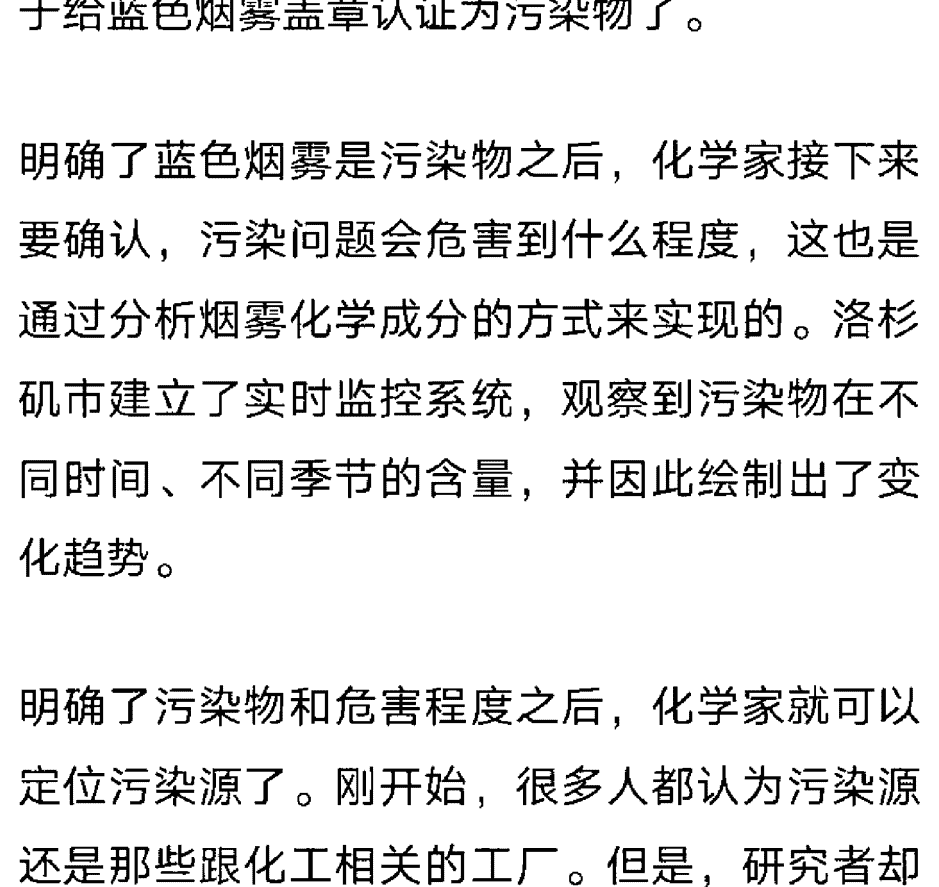 于给蓝色烟雾盖章认证为污染物了。
明确了蓝色烟雾是污染物之后，化学家接下来
要确认，污染问题会危害到什么程度，这也是
通过分析烟雾化学成分的方式来实现的。洛杉
矶市建立了实时监控系统，观察到污染物在不
同时间、不同季节的含量，并因此绘制出了变
化趋势。
明确了污染物和危害程度之后，化学家就可以
定位污染源了。刚开始，很多人都认为污染源
还是那些跟化工相关的工厂。但是，研究者却